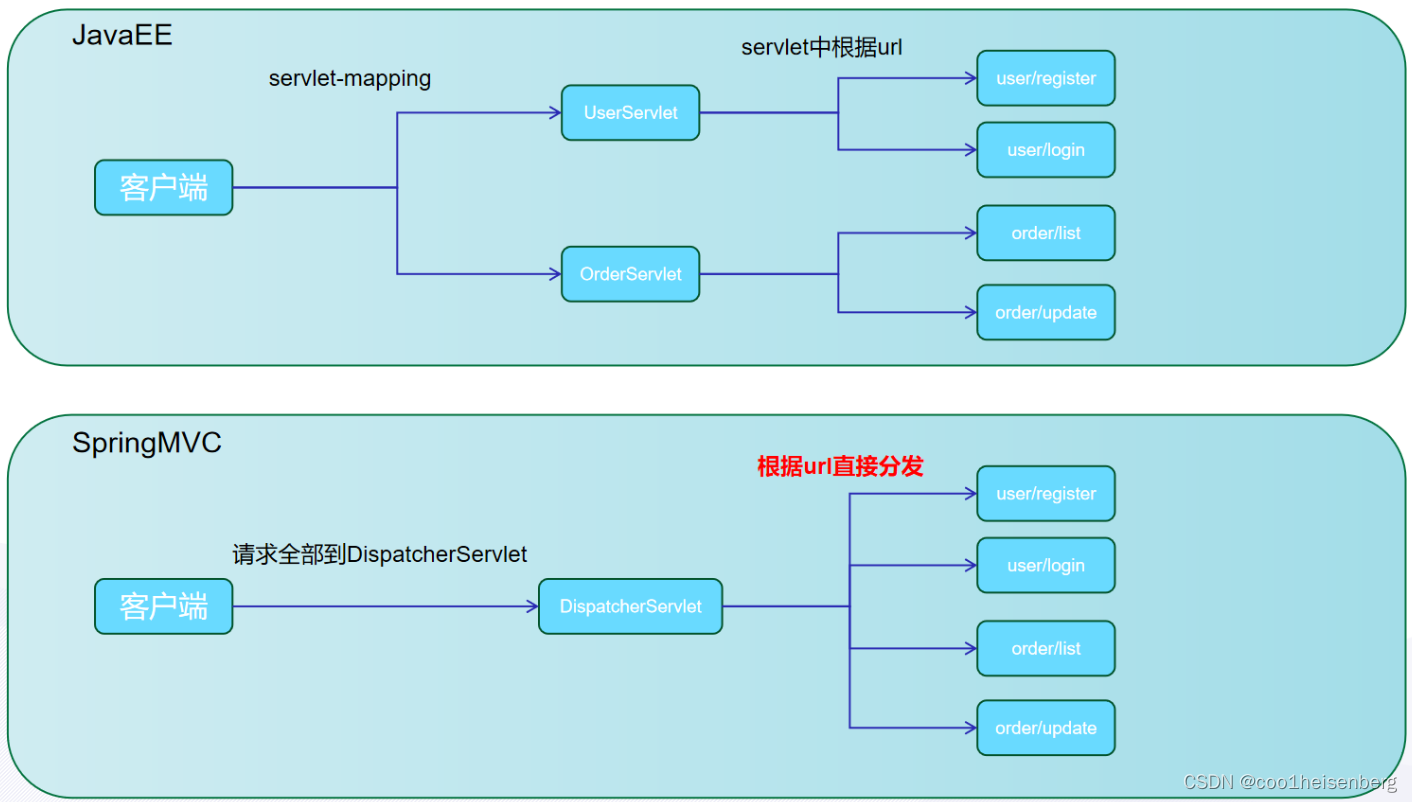 JavaEE
servlet-mapping
servlet中根据url
客户端
UserServlet
OrderServlet
user/register
user/login
order/list
order/update
SpringMVC
请求全部到DispatcherServlet
根据url直接分发
客户端
DispatcherServlet
user/register
user/login
order/list
order/update
CSDN @coo1heisenberg